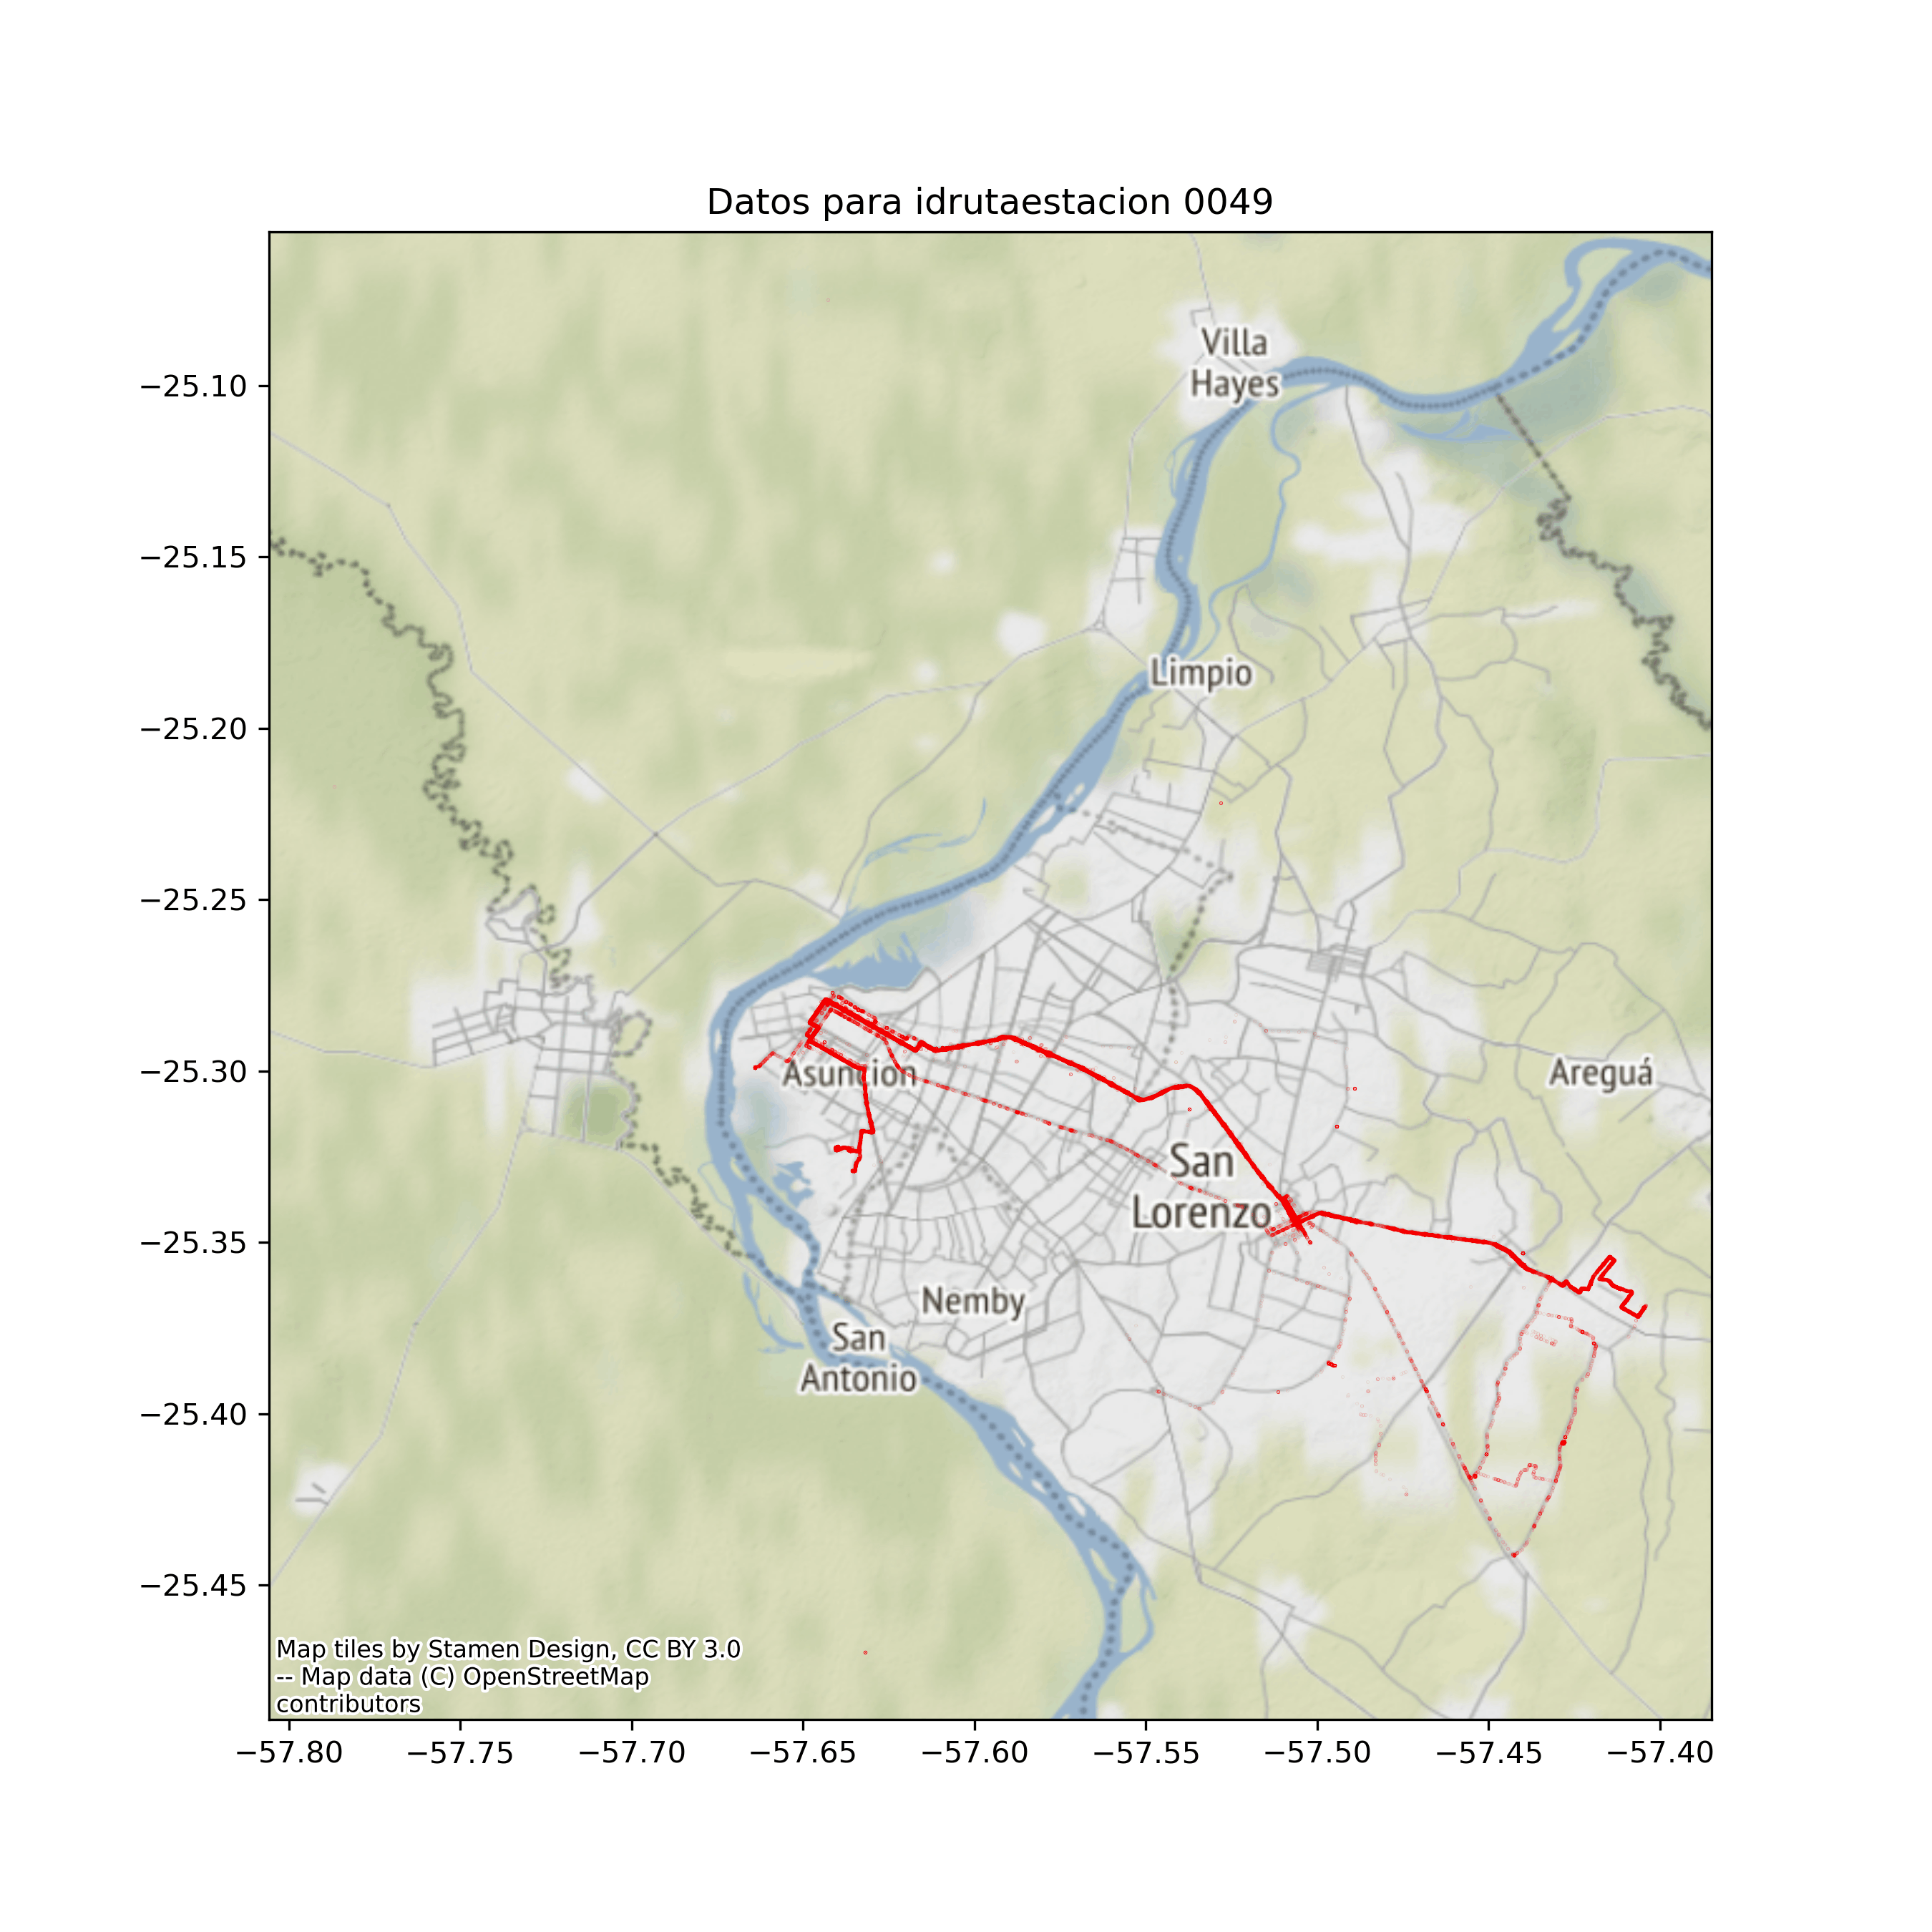 Datos para idrutaestacion 0049
Villa
Hayes
−25.10
−25.15
Limpio
−25.20
−25.25
−25.30
Asuncion
Areguá
San
Lorenzo
−25.35
Nemby
San
Antonio
−25.40
−25.45
Map tiles by Stamen Design, CC BY 3.0
-- Map data (C) OpenStreetMap
contributors
−57.80 −57.75 −57.70 −57.65 −57.60 −57.55 −57.50 −57.45 −57.40